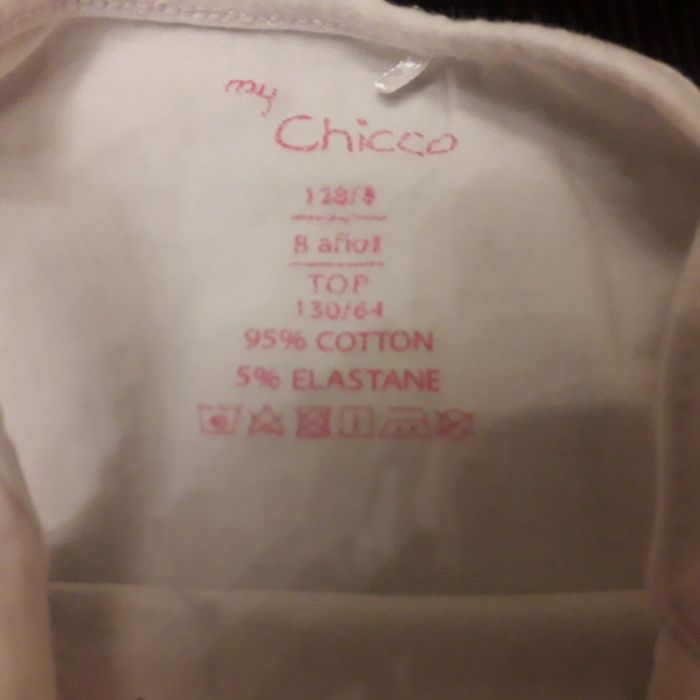 my
Chicco
128/8
8 años
TOP
130/64
95% COTTON
5% ELASTANE